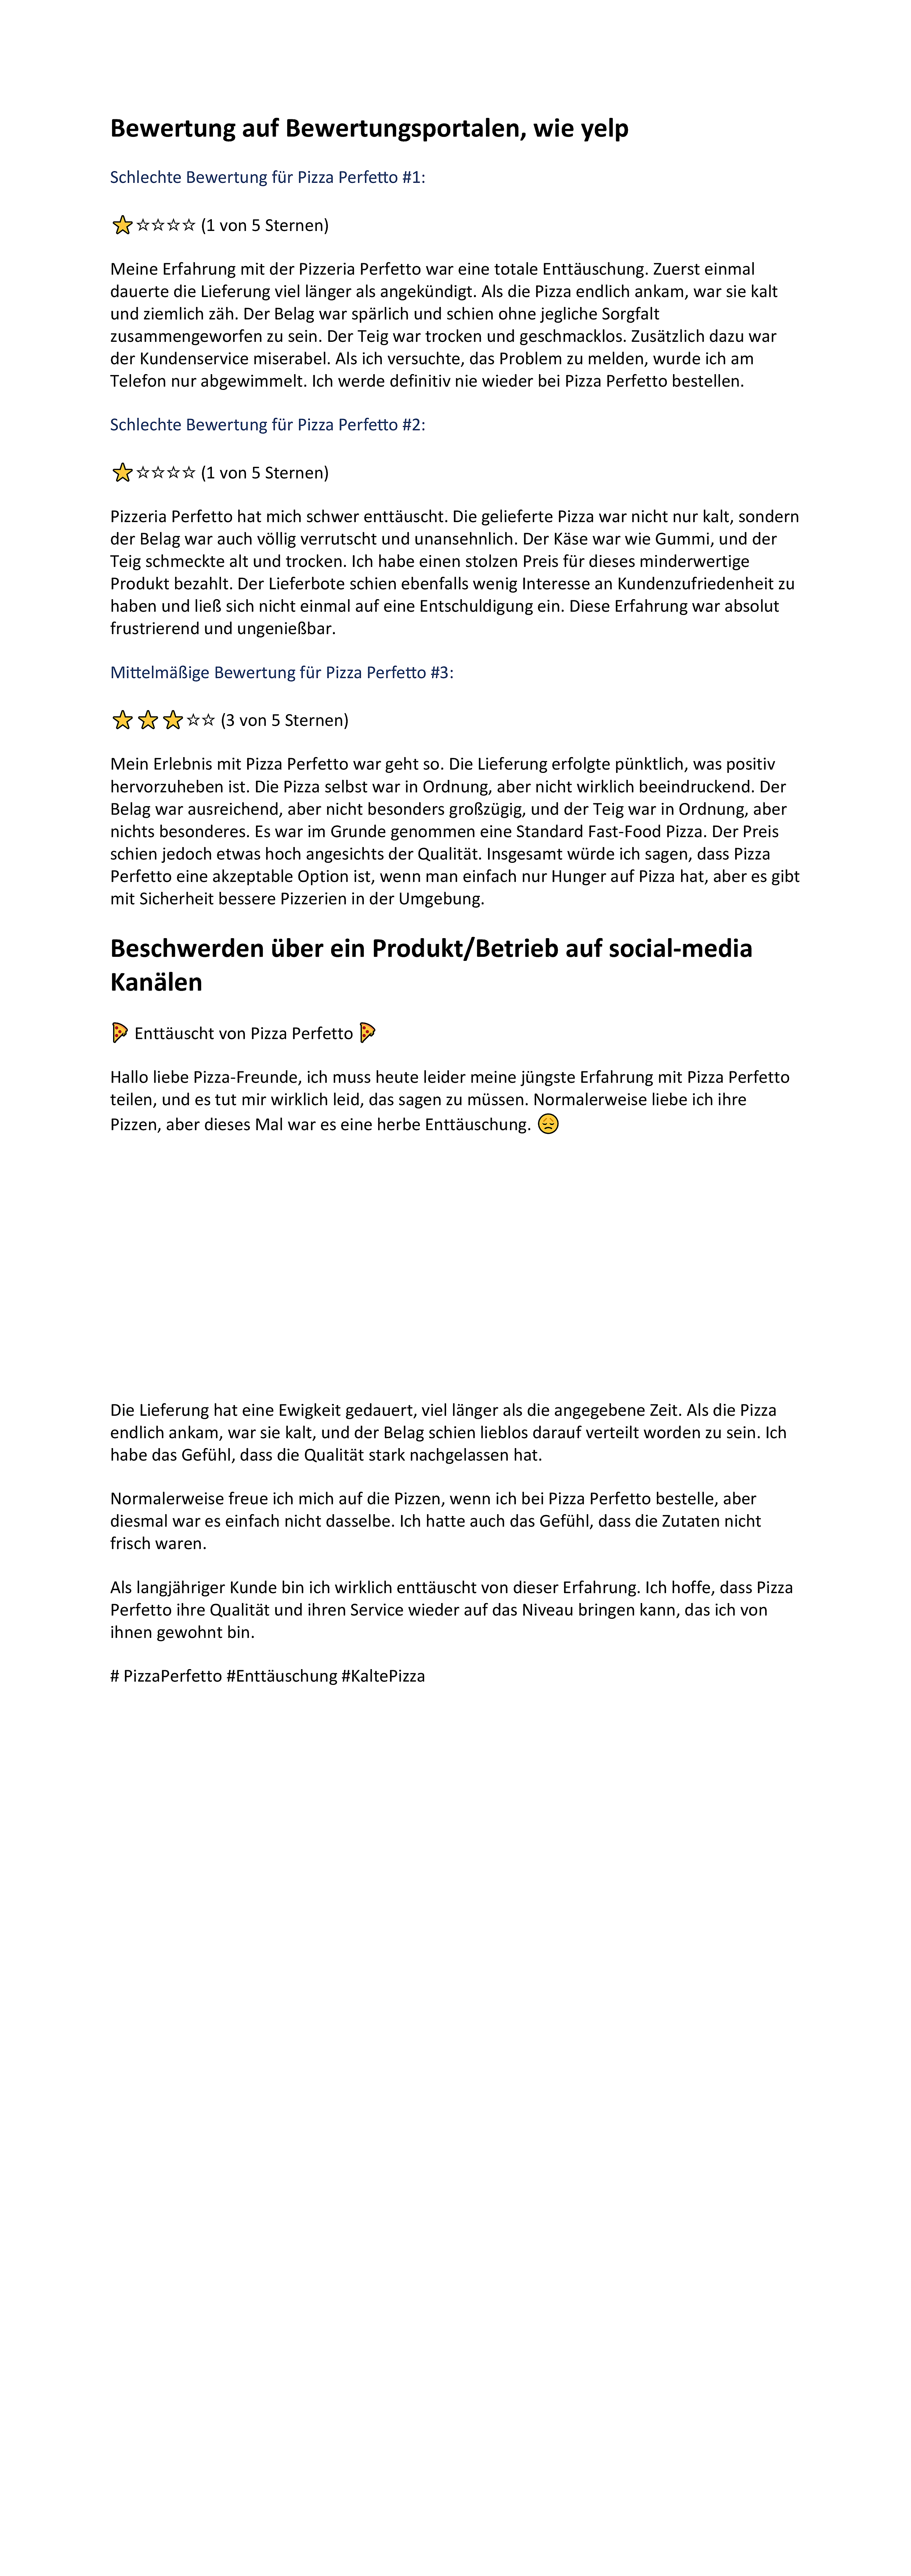 Bewertung auf Bewertungsportalen, wie yelp
Schlechte Bewertung für Pizza Perfetto #1:
⭐☆☆☆☆ (1 von 5 Sternen)
Meine Erfahrung mit der Pizzeria Perfetto war eine totale Enttäuschung. Zuerst einmal
dauerte die Lieferung viel länger als angekündigt. Als die Pizza endlich ankam, war sie kalt
und ziemlich zäh. Der Belag war spärlich und schien ohne jegliche Sorgfalt
zusammengeworfen zu sein. Der Teig war trocken und geschmacklos. Zusätzlich dazu war
der Kundenservice miserabel. Als ich versuchte, das Problem zu melden, wurde ich am
Telefon nur abgewimmelt. Ich werde definitiv nie wieder bei Pizza Perfetto bestellen.
Schlechte Bewertung für Pizza Perfetto #2:
⭐☆☆☆☆ (1 von 5 Sternen)
Pizzeria Perfetto hat mich schwer enttäuscht. Die gelieferte Pizza war nicht nur kalt, sondern
der Belag war auch völlig verrutscht und unansehnlich. Der Käse war wie Gummi, und der
Teig schmeckte alt und trocken. Ich habe einen stolzen Preis für dieses minderwertige
Produkt bezahlt. Der Lieferbote schien ebenfalls wenig Interesse an Kundenzufriedenheit zu
haben und ließ sich nicht einmal auf eine Entschuldigung ein. Diese Erfahrung war absolut
frustrierend und ungenießbar.
Mittelmäßige Bewertung für Pizza Perfetto #3:
⭐⭐⭐☆☆ (3 von 5 Sternen)
Mein Erlebnis mit Pizza Perfetto war geht so. Die Lieferung erfolgte pünktlich, was positiv
hervorzuheben ist. Die Pizza selbst war in Ordnung, aber nicht wirklich beeindruckend. Der
Belag war ausreichend, aber nicht besonders großzügig, und der Teig war in Ordnung, aber
nichts besonderes. Es war im Grunde genommen eine Standard Fast-Food Pizza. Der Preis
schien jedoch etwas hoch angesichts der Qualität. Insgesamt würde ich sagen, dass Pizza
Perfetto eine akzeptable Option ist, wenn man einfach nur Hunger auf Pizza hat, aber es gibt
mit Sicherheit bessere Pizzerien in der Umgebung.
Beschwerden über ein Produkt/Betrieb auf social-media
Kanälen
🍕 Enttäuscht von Pizza Perfetto 🍕
Hallo liebe Pizza-Freunde, ich muss heute leider meine jüngste Erfahrung mit Pizza Perfetto
teilen, und es tut mir wirklich leid, das sagen zu müssen. Normalerweise liebe ich ihre
Pizzen, aber dieses Mal war es eine herbe Enttäuschung. 😞
Die Lieferung hat eine Ewigkeit gedauert, viel länger als die angegebene Zeit. Als die Pizza
endlich ankam, war sie kalt, und der Belag schien lieblos darauf verteilt worden zu sein. Ich
habe das Gefühl, dass die Qualität stark nachgelassen hat.
Normalerweise freue ich mich auf die Pizzen, wenn ich bei Pizza Perfetto bestelle, aber
diesmal war es einfach nicht dasselbe. Ich hatte auch das Gefühl, dass die Zutaten nicht
frisch waren.
Als langjähriger Kunde bin ich wirklich enttäuscht von dieser Erfahrung. Ich hoffe, dass Pizza
Perfetto ihre Qualität und ihren Service wieder auf das Niveau bringen kann, das ich von
ihnen gewohnt bin.
# PizzaPerfetto #Enttäuschung #KaltePizza